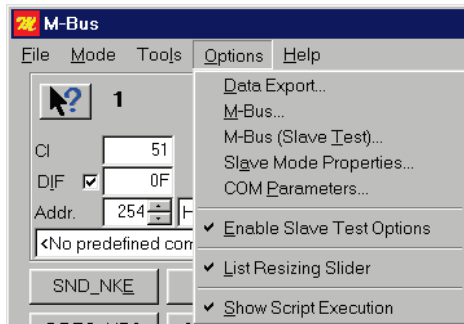 M-Bus
File Mode Tools Options Help
1
CI 51
DIF 0F
Addr. 254 H
<No predefined com
SND_NKE
Data Export...
M-Bus...
M-Bus (Slave Test)...
Slave Mode Properties...
COM Parameters...
Enable Slave Test Options
List Resizing Slider
Show Script Execution